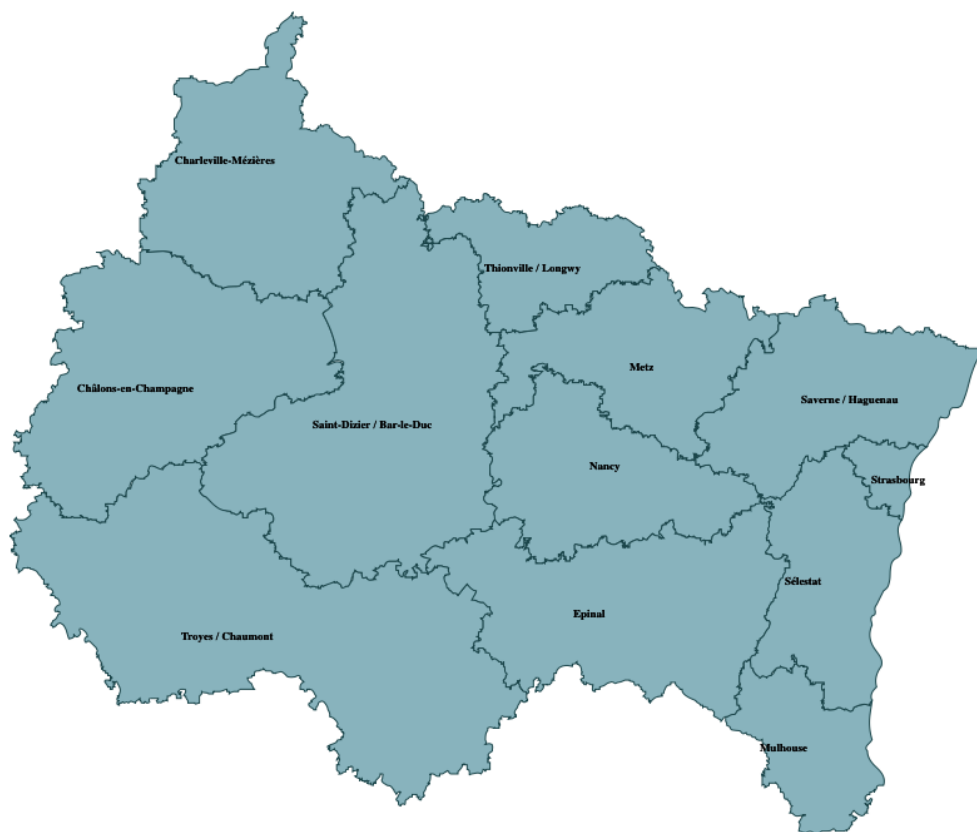 Charleville-Mézières
Thionville / Longwy
Metz
Châlons-en-Champagne
Saverne / Haguenau
Saint-Dizier / Bar-le-Duc
Nancy
Strasbourg
Sélestat
Epinal
Troyes / Chaumont
Mulhouse